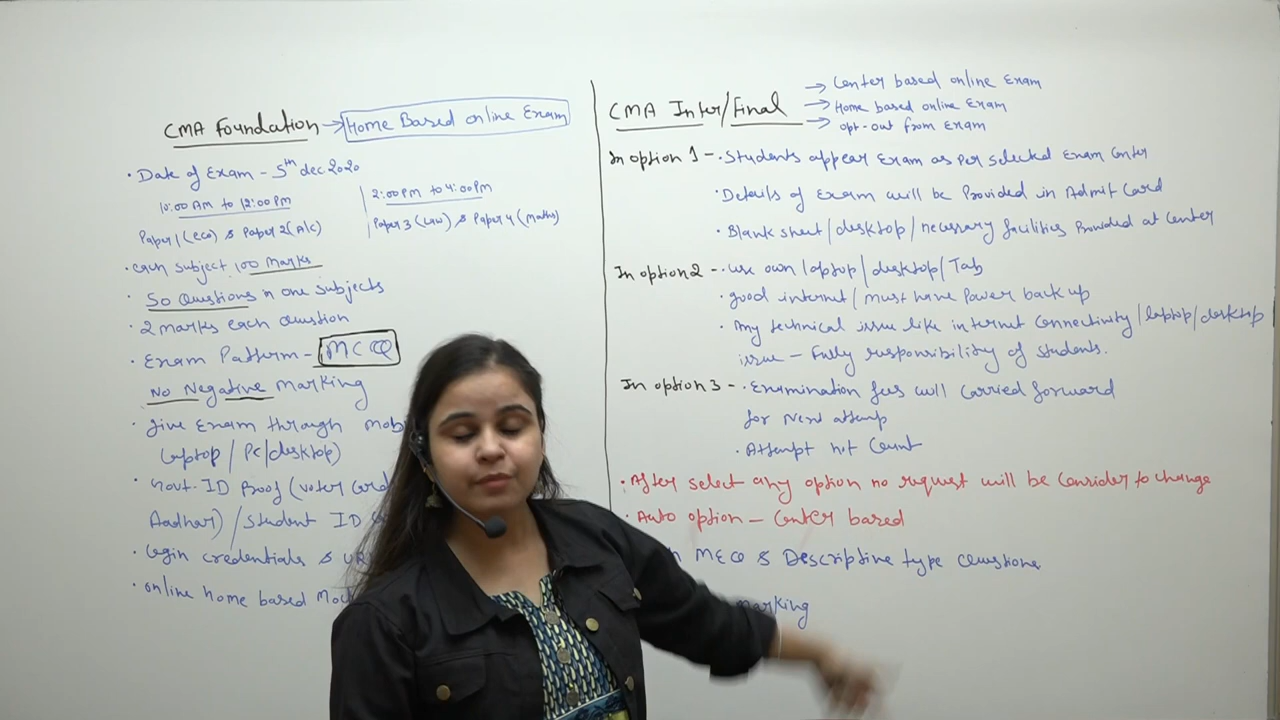 CMA Foundation → Home Based online Exam
• Date of Exam - 5th dec 2020
10:00 AM to 12:00 PM
Paper 1 (eco) & Paper 2 (A/c)
2:00 PM to 4:00 PM
Paper 3 (Law) & Paper 4 (Maths)
• each subject 100 Marks
• 50 Questions in one subjects
• 2 marks each question
• Exam Pattern - MCQ
No Negative Marking
• give Exam through mob
laptop / PC/desktop)
• Govt. ID Proof (voter card
Aadhar) / Student ID
• login credentials &
• online home based Moc
CMA Inter/Final
→ Center based online Exam
→ Home based online Exam
→ opt-out from Exam
In option 1 - • Students appear Exam as per selected Exam Center
• Details of Exam will be Provided in Admit Card
• Blank sheet / desktop / necessary facilities Provided at Center
In option 2 - • use own laptop / desktop / Tab
• good internet / must have Power back up
• Any technical issue like internet Connectivity / laptop / desktop
issue - Fully responsibility of students.
In option 3 - • Examination fees will carried forward
for Next attemp
• Attempt not Count
• After select any option no request will be Consider to change
• Auto option - Center based
MCQ & Descriptive type Questions
marking